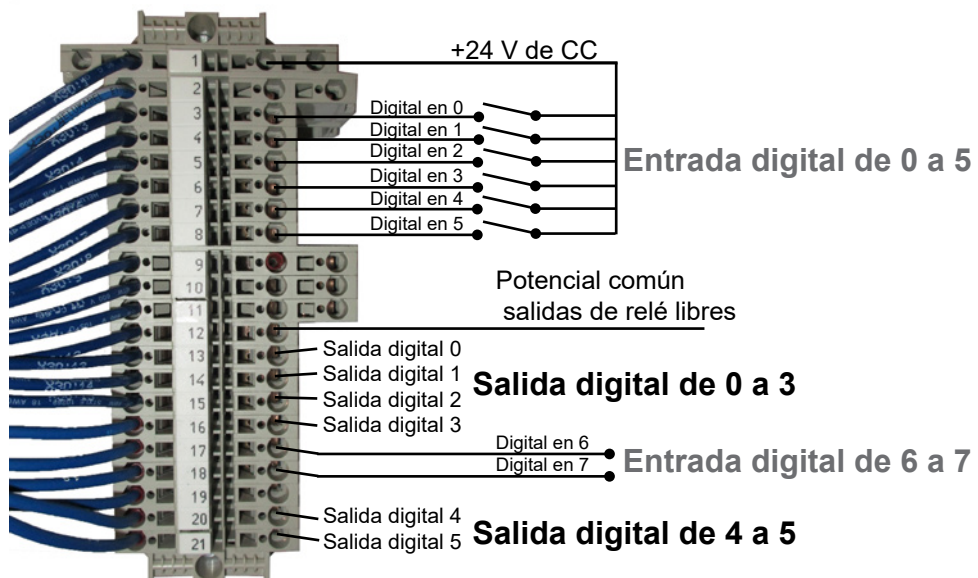 +24 V de CC
1
2
Digital en 0
3
Digital en 1
4
Digital en 2
5
Entrada digital de 0 a 5
Digital en 3
6
Digital en 4
7
Digital en 5
8
9
10
Potencial común
salidas de relé libres
11
12
13
Salida digital 0
14
Salida digital 1
Salida digital de 0 a 3
15
Salida digital 2
16
Salida digital 3
17
Digital en 6
Entrada digital de 6 a 7
18
Digital en 7
19
20
Salida digital 4
Salida digital de 4 a 5
21
Salida digital 5
X30:14